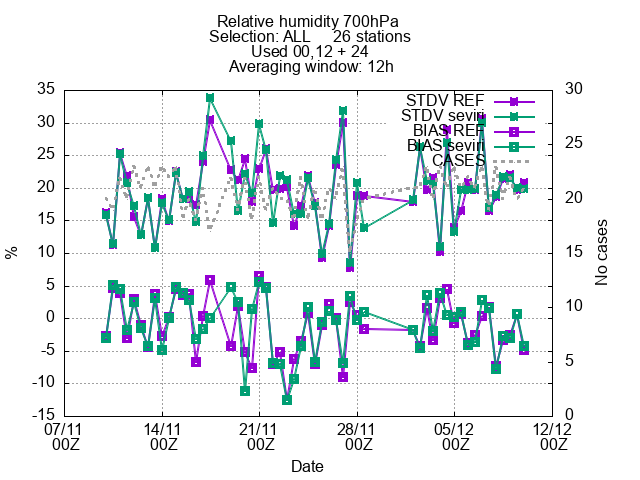 Relative humidity 700hPa
Selection: ALL 26 stations
Used 00,12 + 24
Averaging window: 12h
STDV REF
STDV seviri
BIAS REF
BIAS seviri
CASES
%
35
30
25
20
15
10
5
0
-5
-10
-15
30
25
20
15
10
5
0
No cases
07/11 14/11 21/11 28/11 05/12 12/12
00Z 00Z 00Z 00Z 00Z 00Z
Date